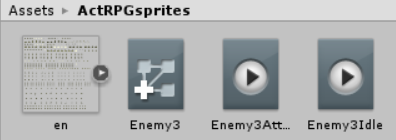 Assets ▸ ActRPGsprites
en Enemy3 Enemy3Att... Enemy3Idle